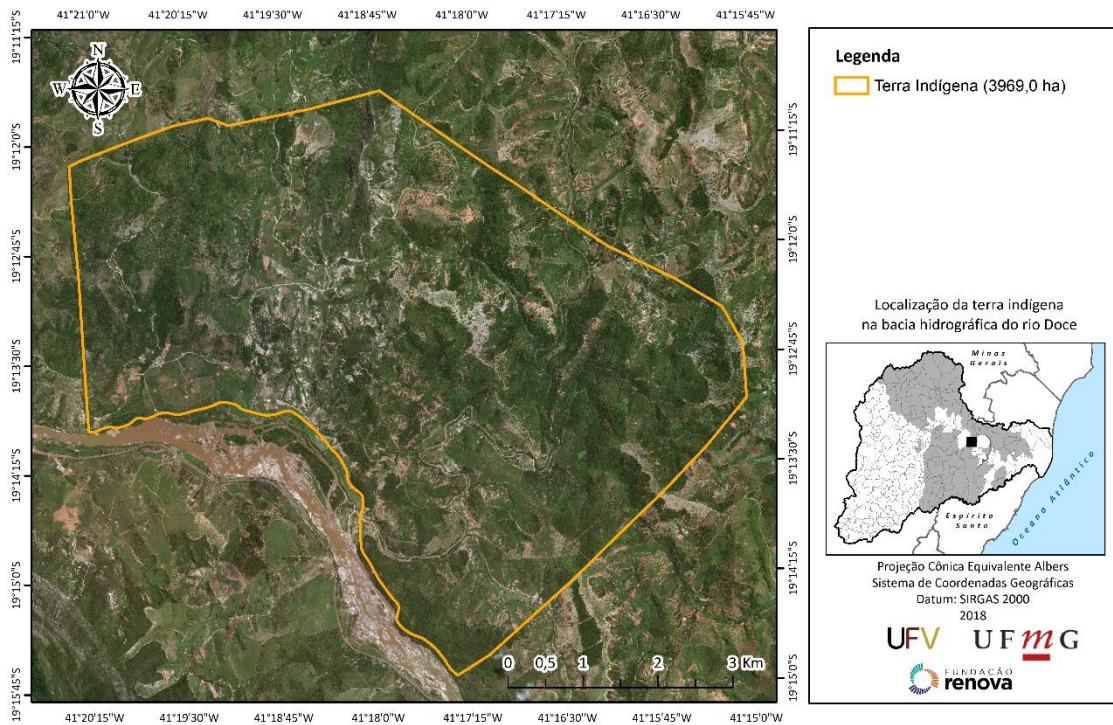 41°21'0"W 41°20'15"W 41°19'30"W 41°18'45"W 41°18'0"W 41°17'15"W 41°16'30"W 41°15'45"W
19°11'15"S
19°12'0"S
19°12'45"S
19°13'30"S
19°14'15"S
19°15'0"S
19°15'45"S
N
W E
S
19°11'15"S
19°12'0"S
19°12'45"S
19°13'30"S
19°14'15"S
19°15'0"S
0 0,5 1 2 3 Km
41°20'15"W 41°19'30"W 41°18'45"W 41°18'0"W 41°17'15"W 41°16'30"W 41°15'45"W 41°15'0"W
Legenda
Terra Indígena (3969,0 ha)
Localização da terra indígena
na bacia hidrográfica do rio Doce
Minas
Gerais
Espírito
Santo
Oceano Atlântico
Projeção Cônica Equivalente Albers
Sistema de Coordenadas Geográficas
Datum: SIRGAS 2000
2018
UFV UFmG
FUNDAÇÃO
renova